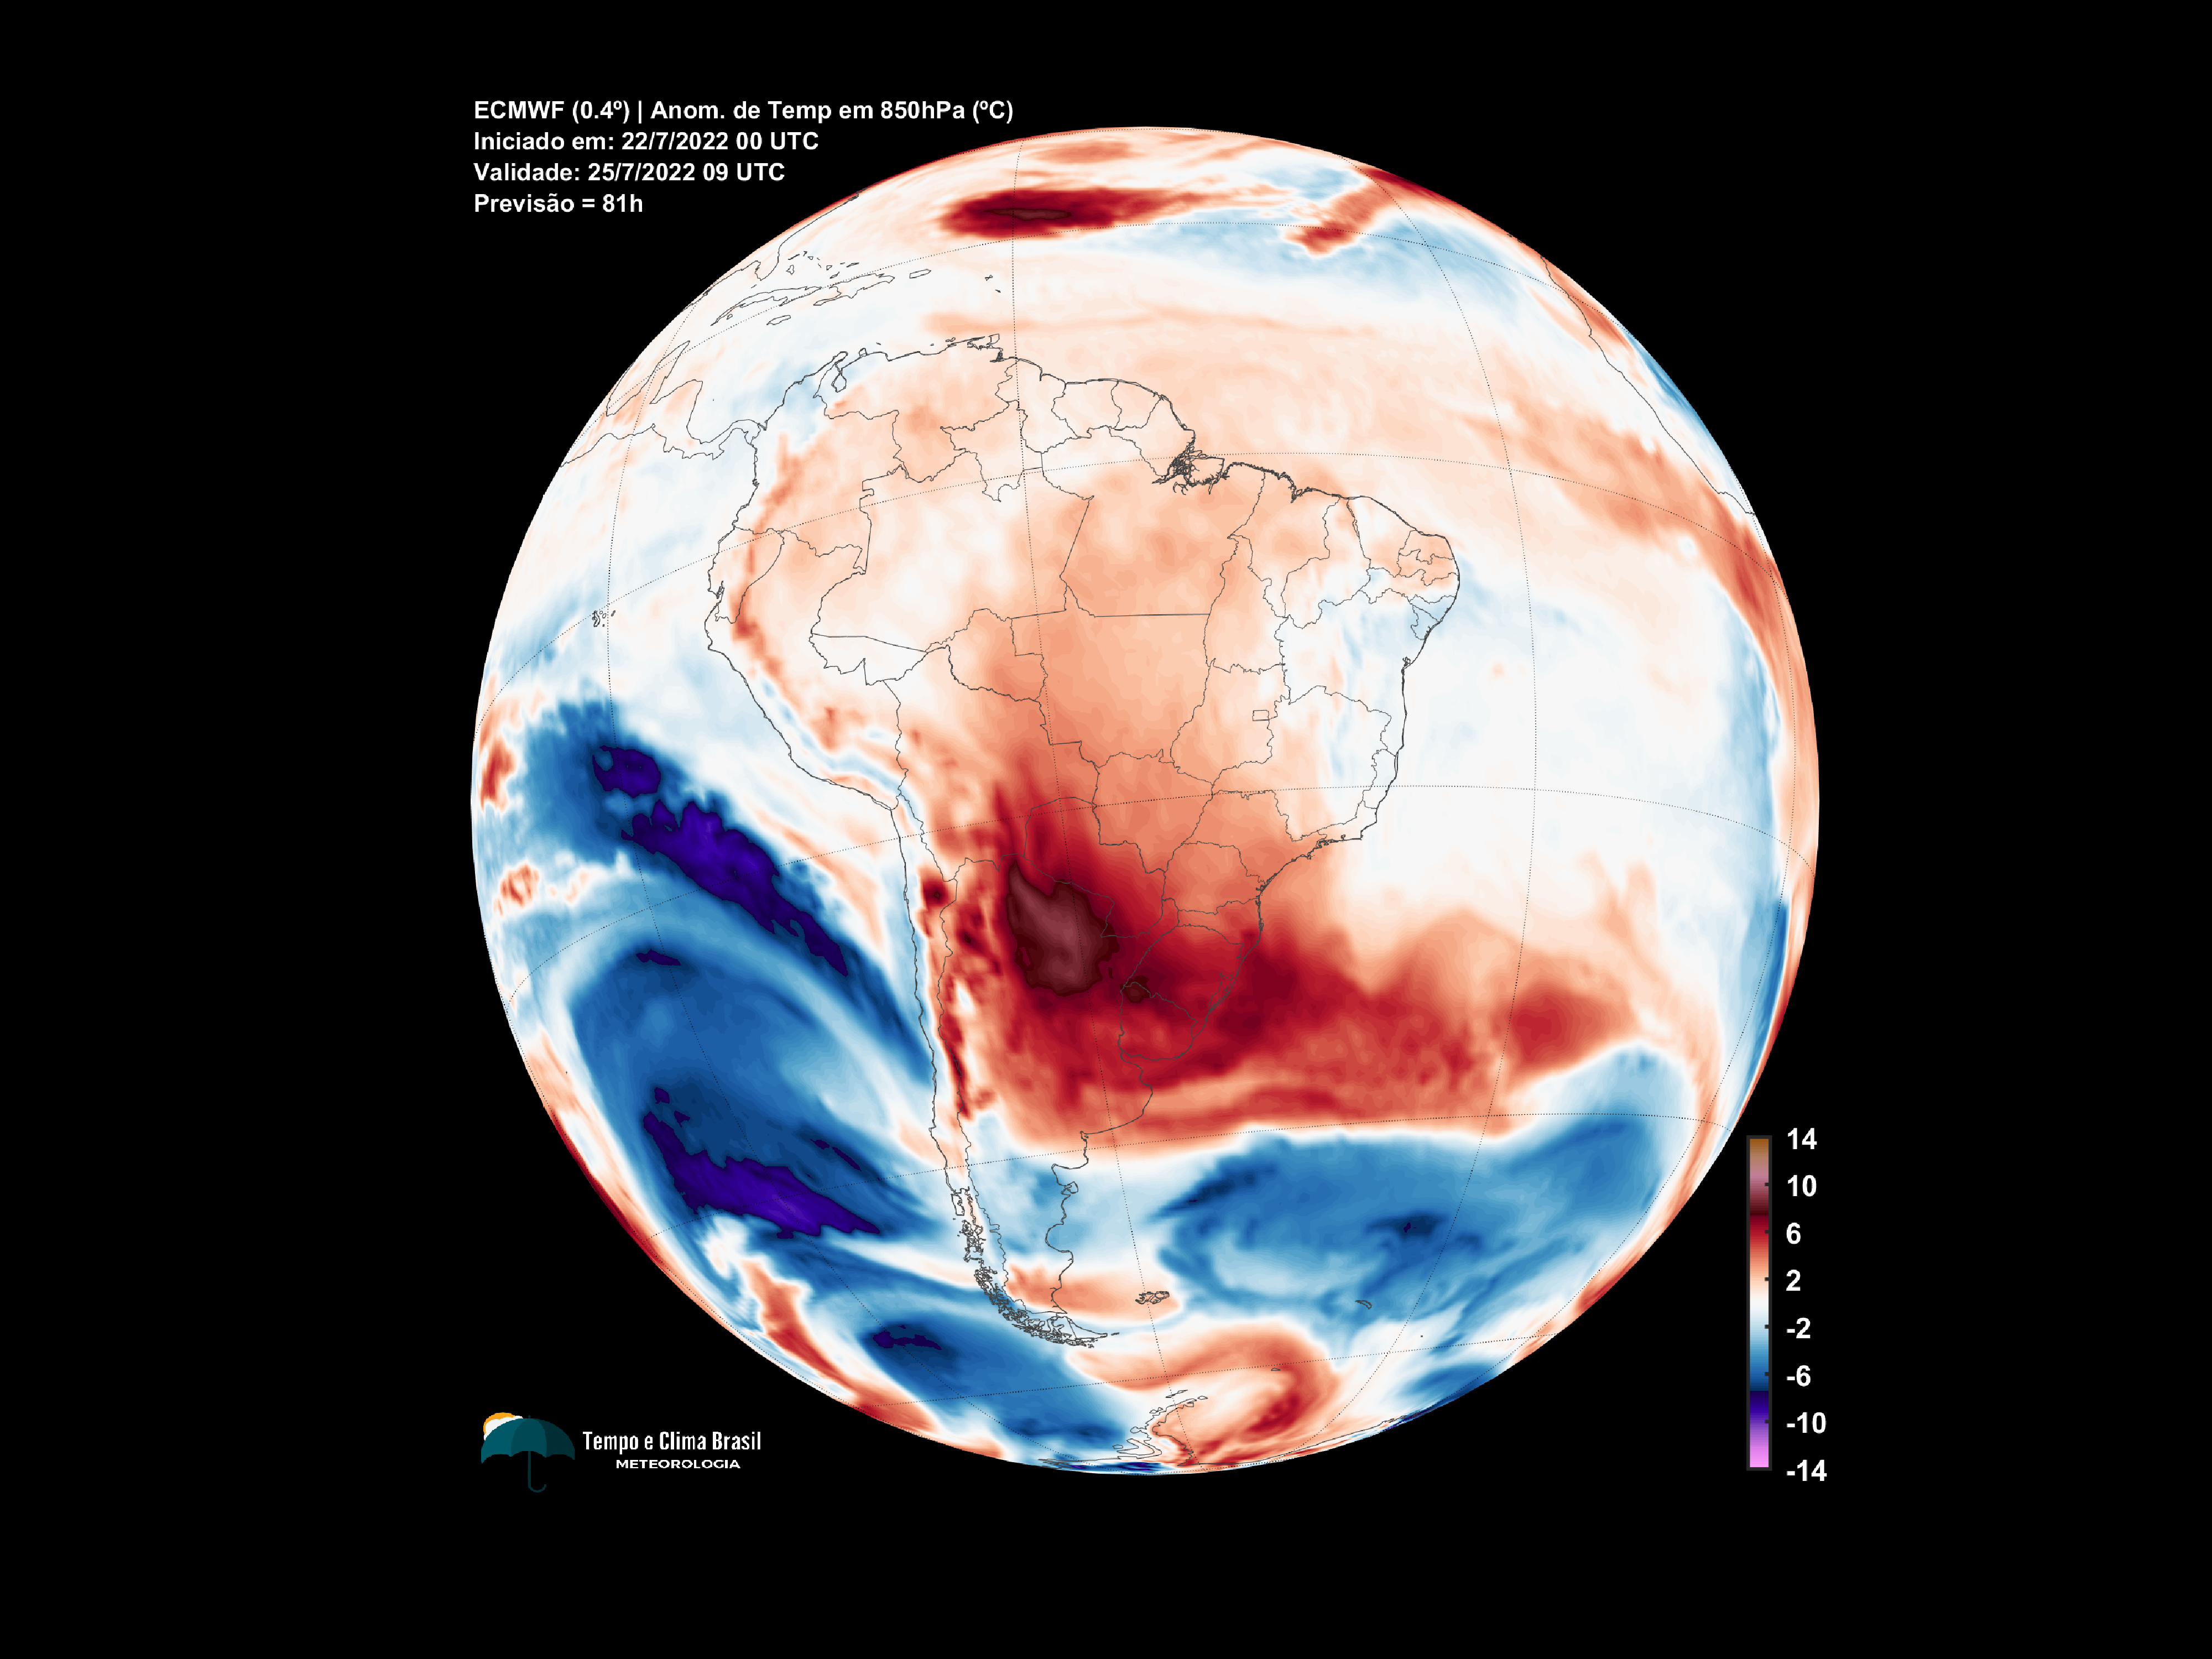 ECMWF (0.4º) | Anom. de Temp em 850hPa (ºC)
Iniciado em: 22/7/2022 00 UTC
Validade: 25/7/2022 09 UTC
Previsão = 81h
14
10
6
2
-2
-6
-10
-14
Tempo e Clima Brasil
METEOROLOGIA